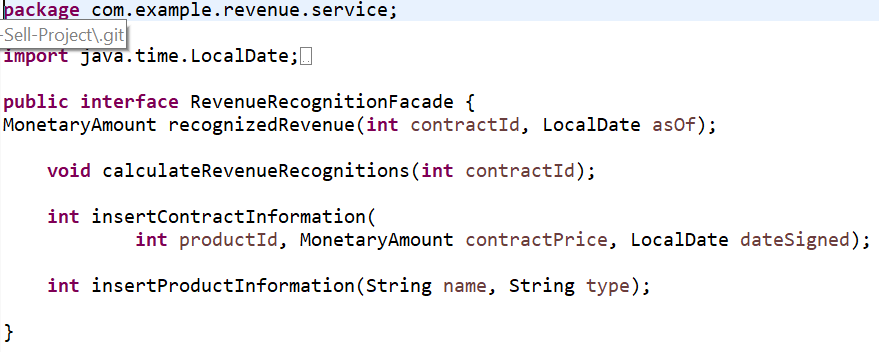 package com.example.revenue.service;
-Sell-Project\.git
import java.time.LocalDate;
public interface RevenueRecognitionFacade {
MonetaryAmount recognizedRevenue(int contractId, LocalDate asOf);
void calculateRevenueRecognitions(int contractId);
int insertContractInformation(
int productId, MonetaryAmount contractPrice, LocalDate dateSigned);
int insertProductInformation(String name, String type);
}